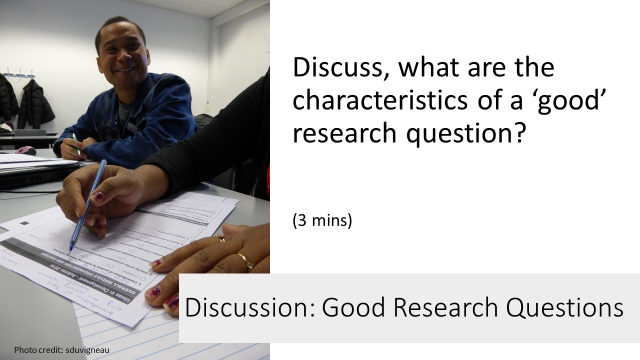 Discuss, what are the
characteristics of a ‘good’
research question?
(3 mins)
Discussion: Good Research Questions
Photo credit: sduvigneau